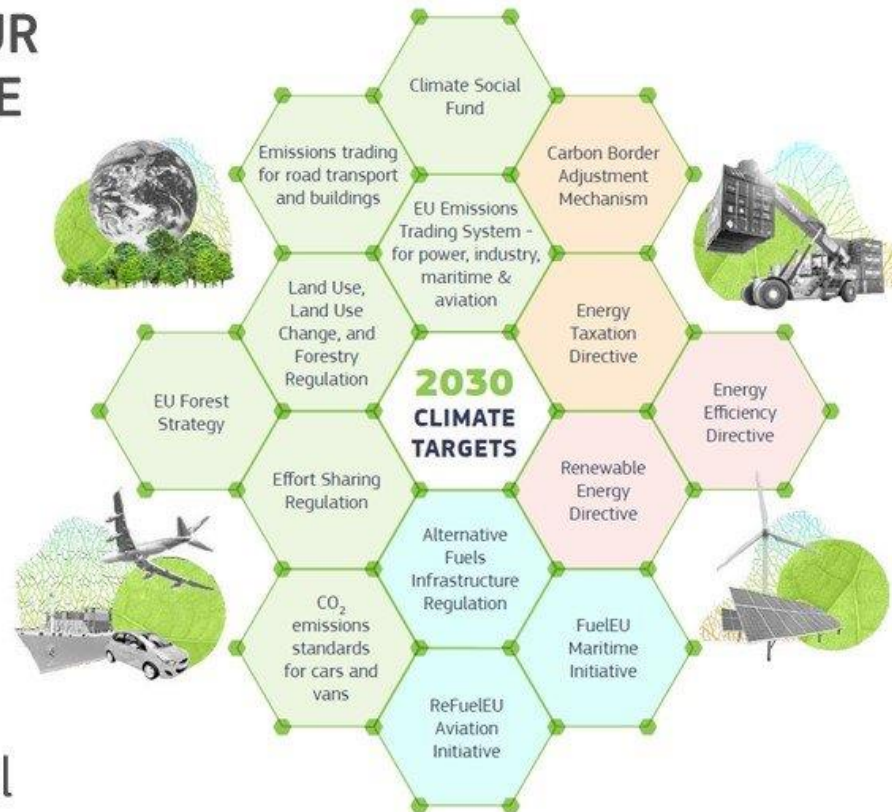 UR
E
Climate Social
Fund
Emissions trading
for road transport
and buildings
Carbon Border
Adjustment
Mechanism
EU Emissions
Trading System -
for power, industry,
maritime &
aviation
Land Use,
Land Use
Change, and
Forestry
Regulation
Energy
Taxation
Directive
EU Forest
Strategy
2030
CLIMATE
TARGETS
Energy
Efficiency
Directive
Effort Sharing
Regulation
Renewable
Energy
Directive
Alternative
Fuels
Infrastructure
Regulation
CO₂
emissions
standards
for cars and
vans
FuelEU
Maritime
Initiative
ReFuelEU
Aviation
Initiative
l